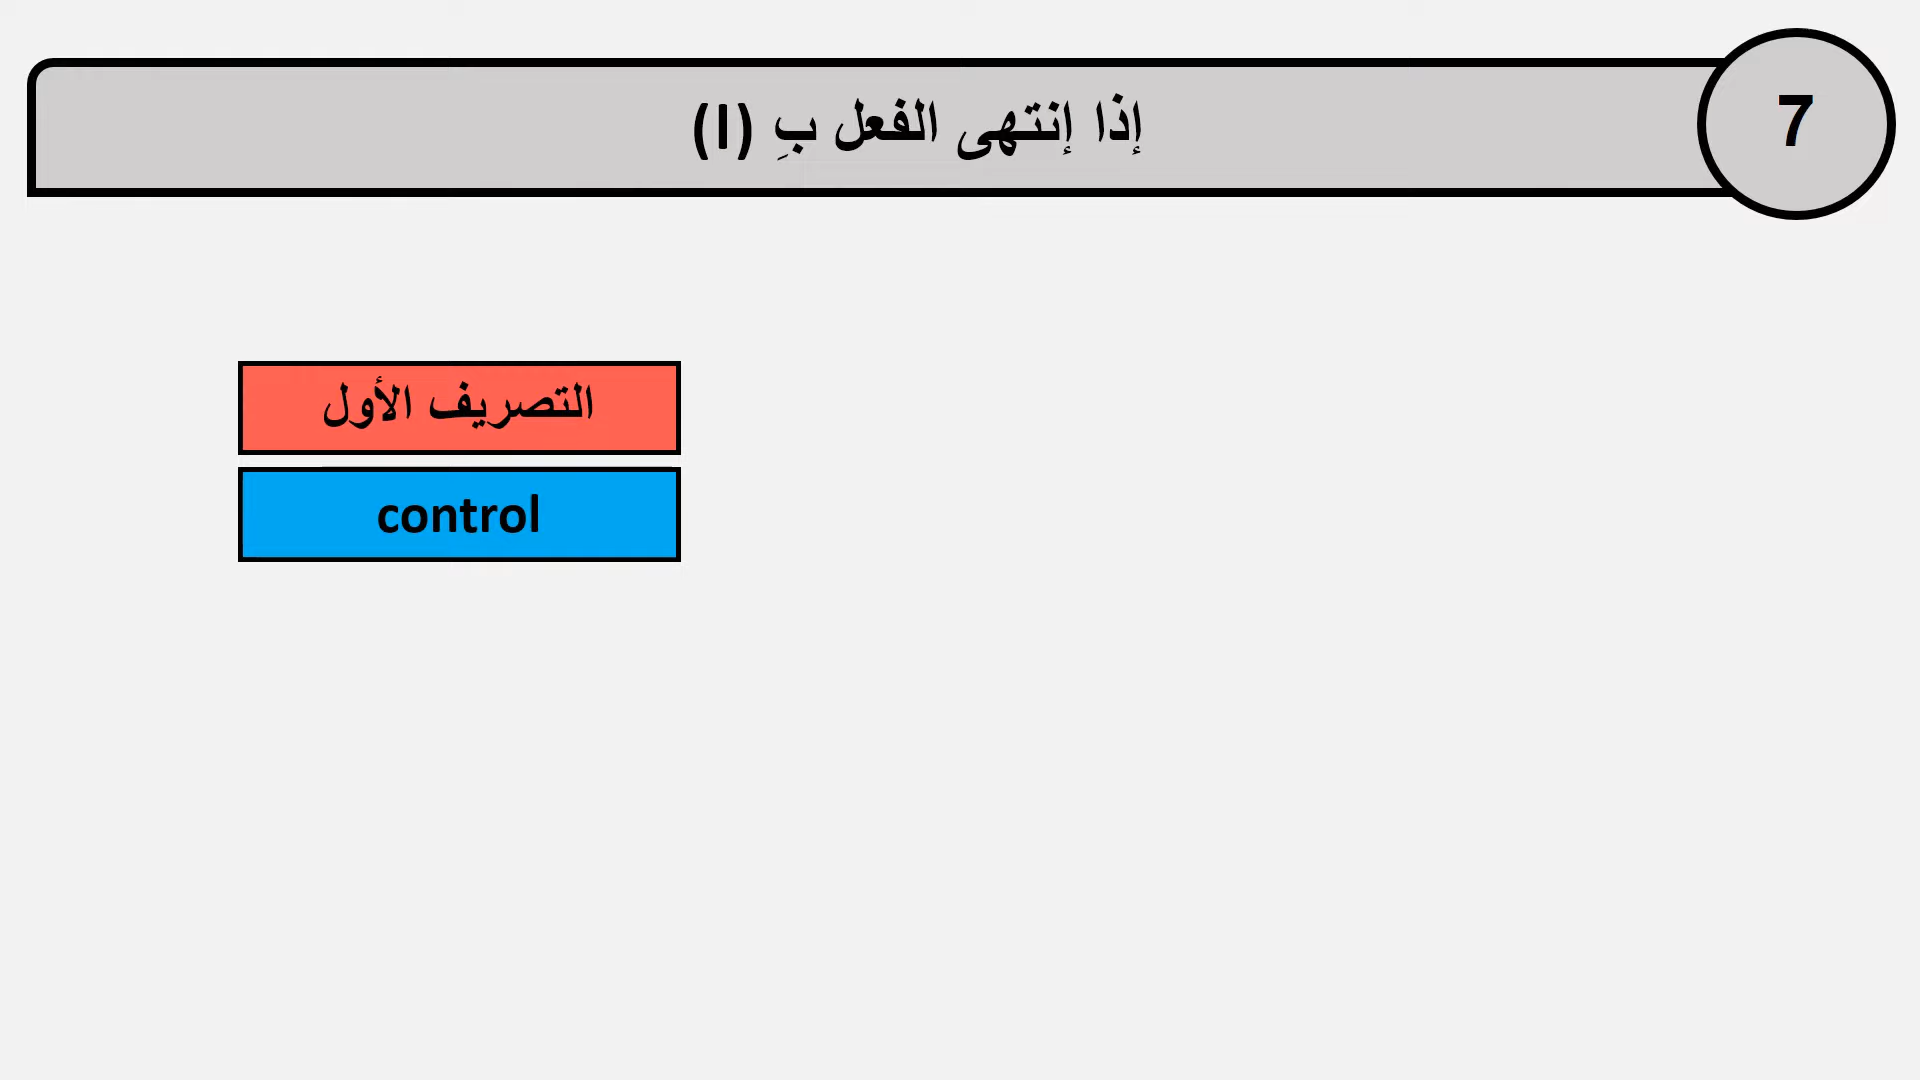 7
إذا إنتهى الفعل بِ (l)
التصريف الأول
control